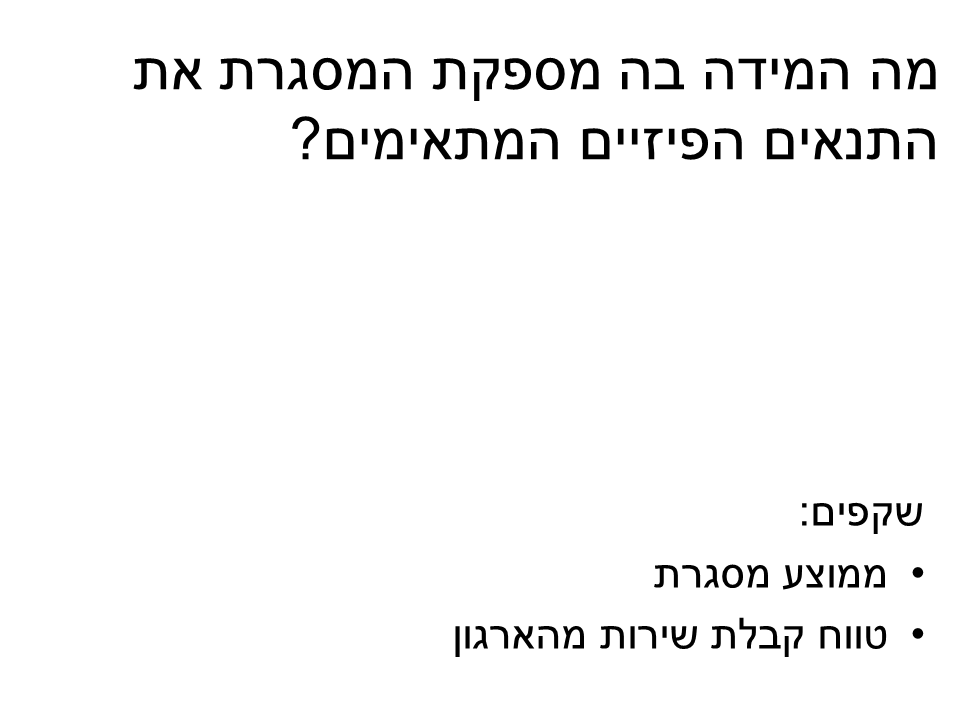 מה המידה בה מספקת המסגרת את
התנאים הפיזיים המתאימים?
שקפים:
• ממוצע מסגרת
• טווח קבלת שירות מהארגון